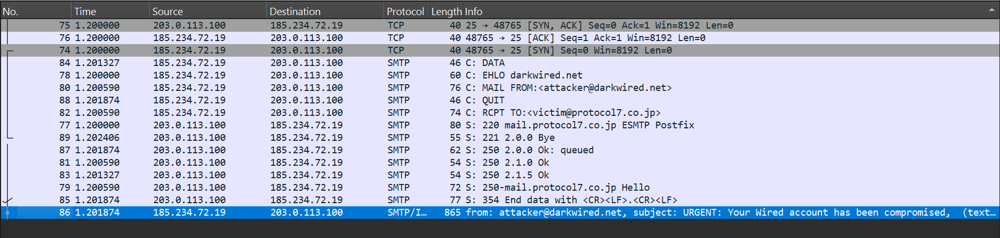 No. Time Source Destination Protocol Length Info
75 1.200000 203.0.113.100 185.234.72.19 TCP 40 25 → 48765 [SYN, ACK] Seq=0 Ack=1 Win=8192 Len=0
76 1.200000 185.234.72.19 203.0.113.100 TCP 40 48765 → 25 [ACK] Seq=1 Ack=1 Win=8192 Len=0
74 1.200000 185.234.72.19 203.0.113.100 TCP 40 48765 → 25 [SYN] Seq=0 Win=8192 Len=0
84 1.201327 185.234.72.19 203.0.113.100 SMTP 46 C: DATA
78 1.200000 185.234.72.19 203.0.113.100 SMTP 60 C: EHLO darkwired.net
80 1.200590 185.234.72.19 203.0.113.100 SMTP 76 C: MAIL FROM:<attacker@darkwired.net>
88 1.201874 185.234.72.19 203.0.113.100 SMTP 46 C: QUIT
82 1.200590 185.234.72.19 203.0.113.100 SMTP 74 C: RCPT TO:<victim@protocol7.co.jp>
77 1.200000 203.0.113.100 185.234.72.19 SMTP 80 S: 220 mail.protocol7.co.jp ESMTP Postfix
89 1.202406 203.0.113.100 185.234.72.19 SMTP 55 S: 221 2.0.0 Bye
87 1.201874 203.0.113.100 185.234.72.19 SMTP 62 S: 250 2.0.0 Ok: queued
81 1.200590 203.0.113.100 185.234.72.19 SMTP 54 S: 250 2.1.0 Ok
83 1.201327 203.0.113.100 185.234.72.19 SMTP 54 S: 250 2.1.5 Ok
79 1.200590 203.0.113.100 185.234.72.19 SMTP 72 S: 250-mail.protocol7.co.jp Hello
85 1.201874 203.0.113.100 185.234.72.19 SMTP 77 S: 354 End data with <CR><LF>.<CR><LF>
86 1.201874 185.234.72.19 203.0.113.100 SMTP/I… 865 from: attacker@darkwired.net, subject: URGENT: Your Wired account has been compromised,  (text…